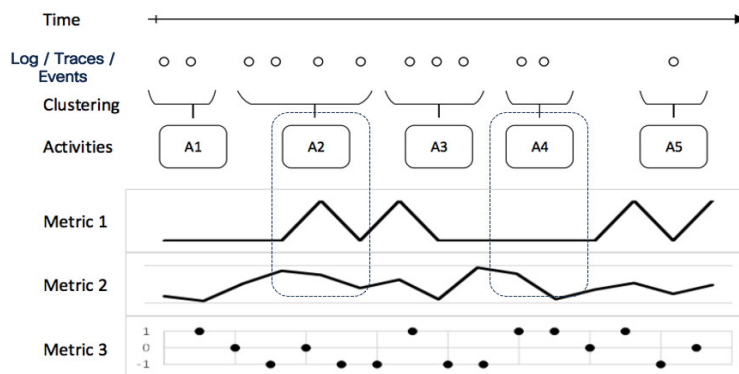 Time
Log / Traces /
Events
Clustering
Activities
A1 A2 A3 A4 A5
Metric 1
Metric 2
Metric 3
1
0
-1